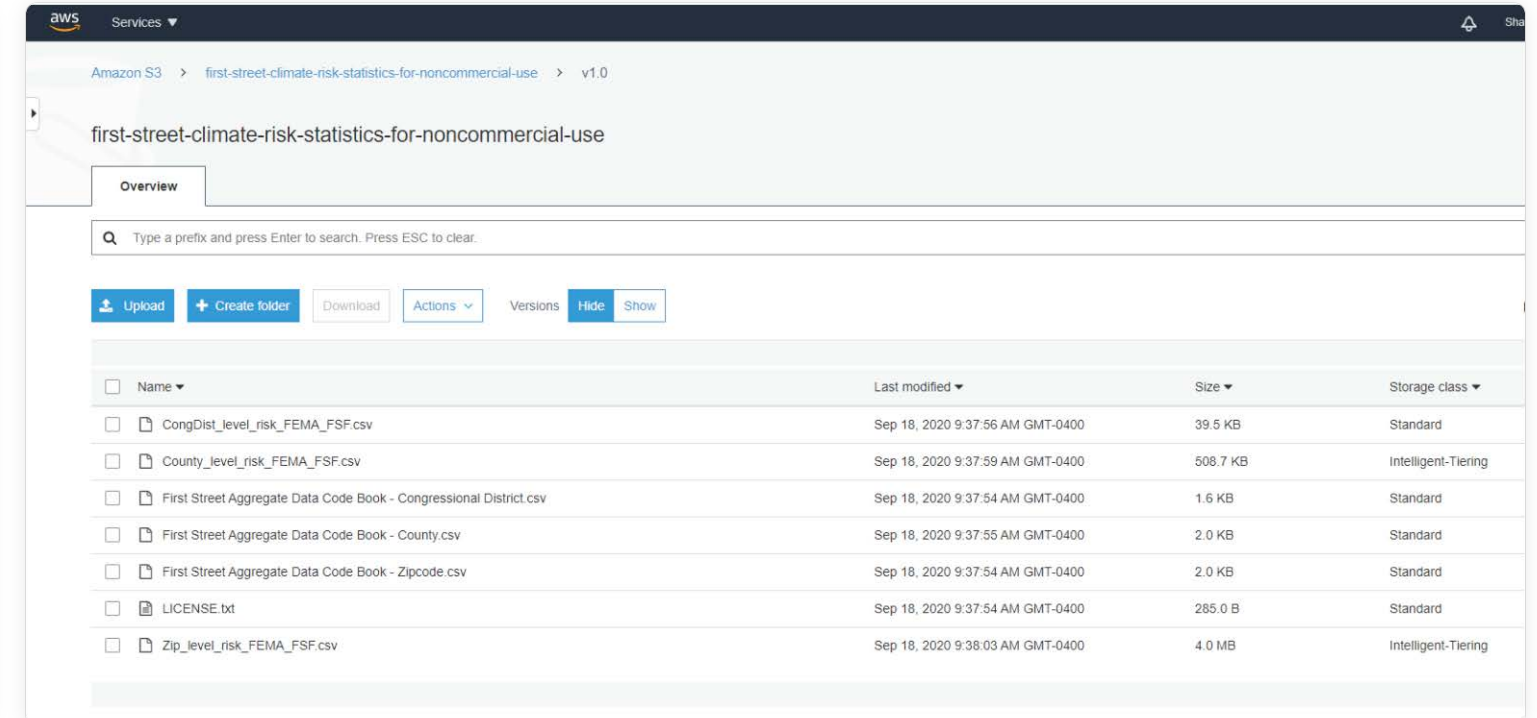 aws Services ▼ Sha
Amazon S3 > first-street-climate-risk-statistics-for-noncommercial-use > v1.0
first-street-climate-risk-statistics-for-noncommercial-use
Overview
Type a prefix and press Enter to search. Press ESC to clear.
Upload + Create folder Download Actions Versions Hide Show
Name Last modified Size Storage class
CongDist_level_risk_FEMA_FSF.csv Sep 18, 2020 9:37:56 AM GMT-0400 39.5 KB Standard
County_level_risk_FEMA_FSF.csv Sep 18, 2020 9:37:59 AM GMT-0400 508.7 KB Intelligent-Tiering
First Street Aggregate Data Code Book - Congressional District.csv Sep 18, 2020 9:37:54 AM GMT-0400 1.6 KB Standard
First Street Aggregate Data Code Book - County.csv Sep 18, 2020 9:37:55 AM GMT-0400 2.0 KB Standard
First Street Aggregate Data Code Book - Zipcode.csv Sep 18, 2020 9:37:54 AM GMT-0400 2.0 KB Standard
LICENSE.txt Sep 18, 2020 9:37:54 AM GMT-0400 285.0 B Standard
Zip_level_risk_FEMA_FSF.csv Sep 18, 2020 9:38:03 AM GMT-0400 4.0 MB Intelligent-Tiering